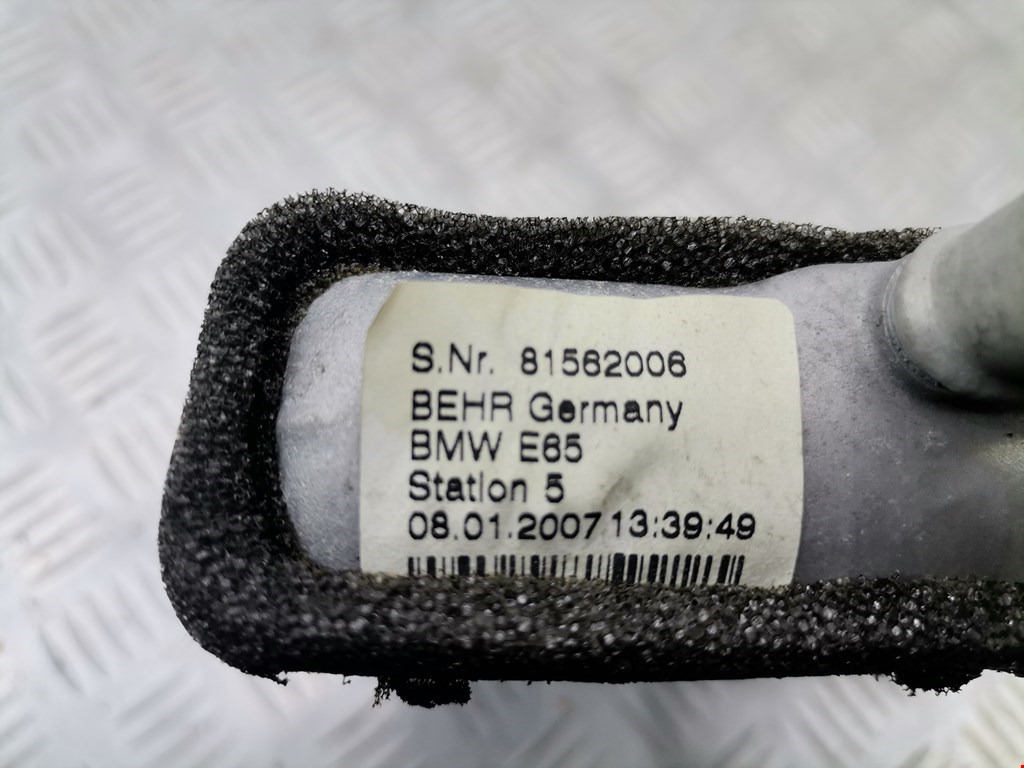 S.Nr. 81562006
BEHR Germany
BMW E65
Station 5
08.01.2007 13:39:49